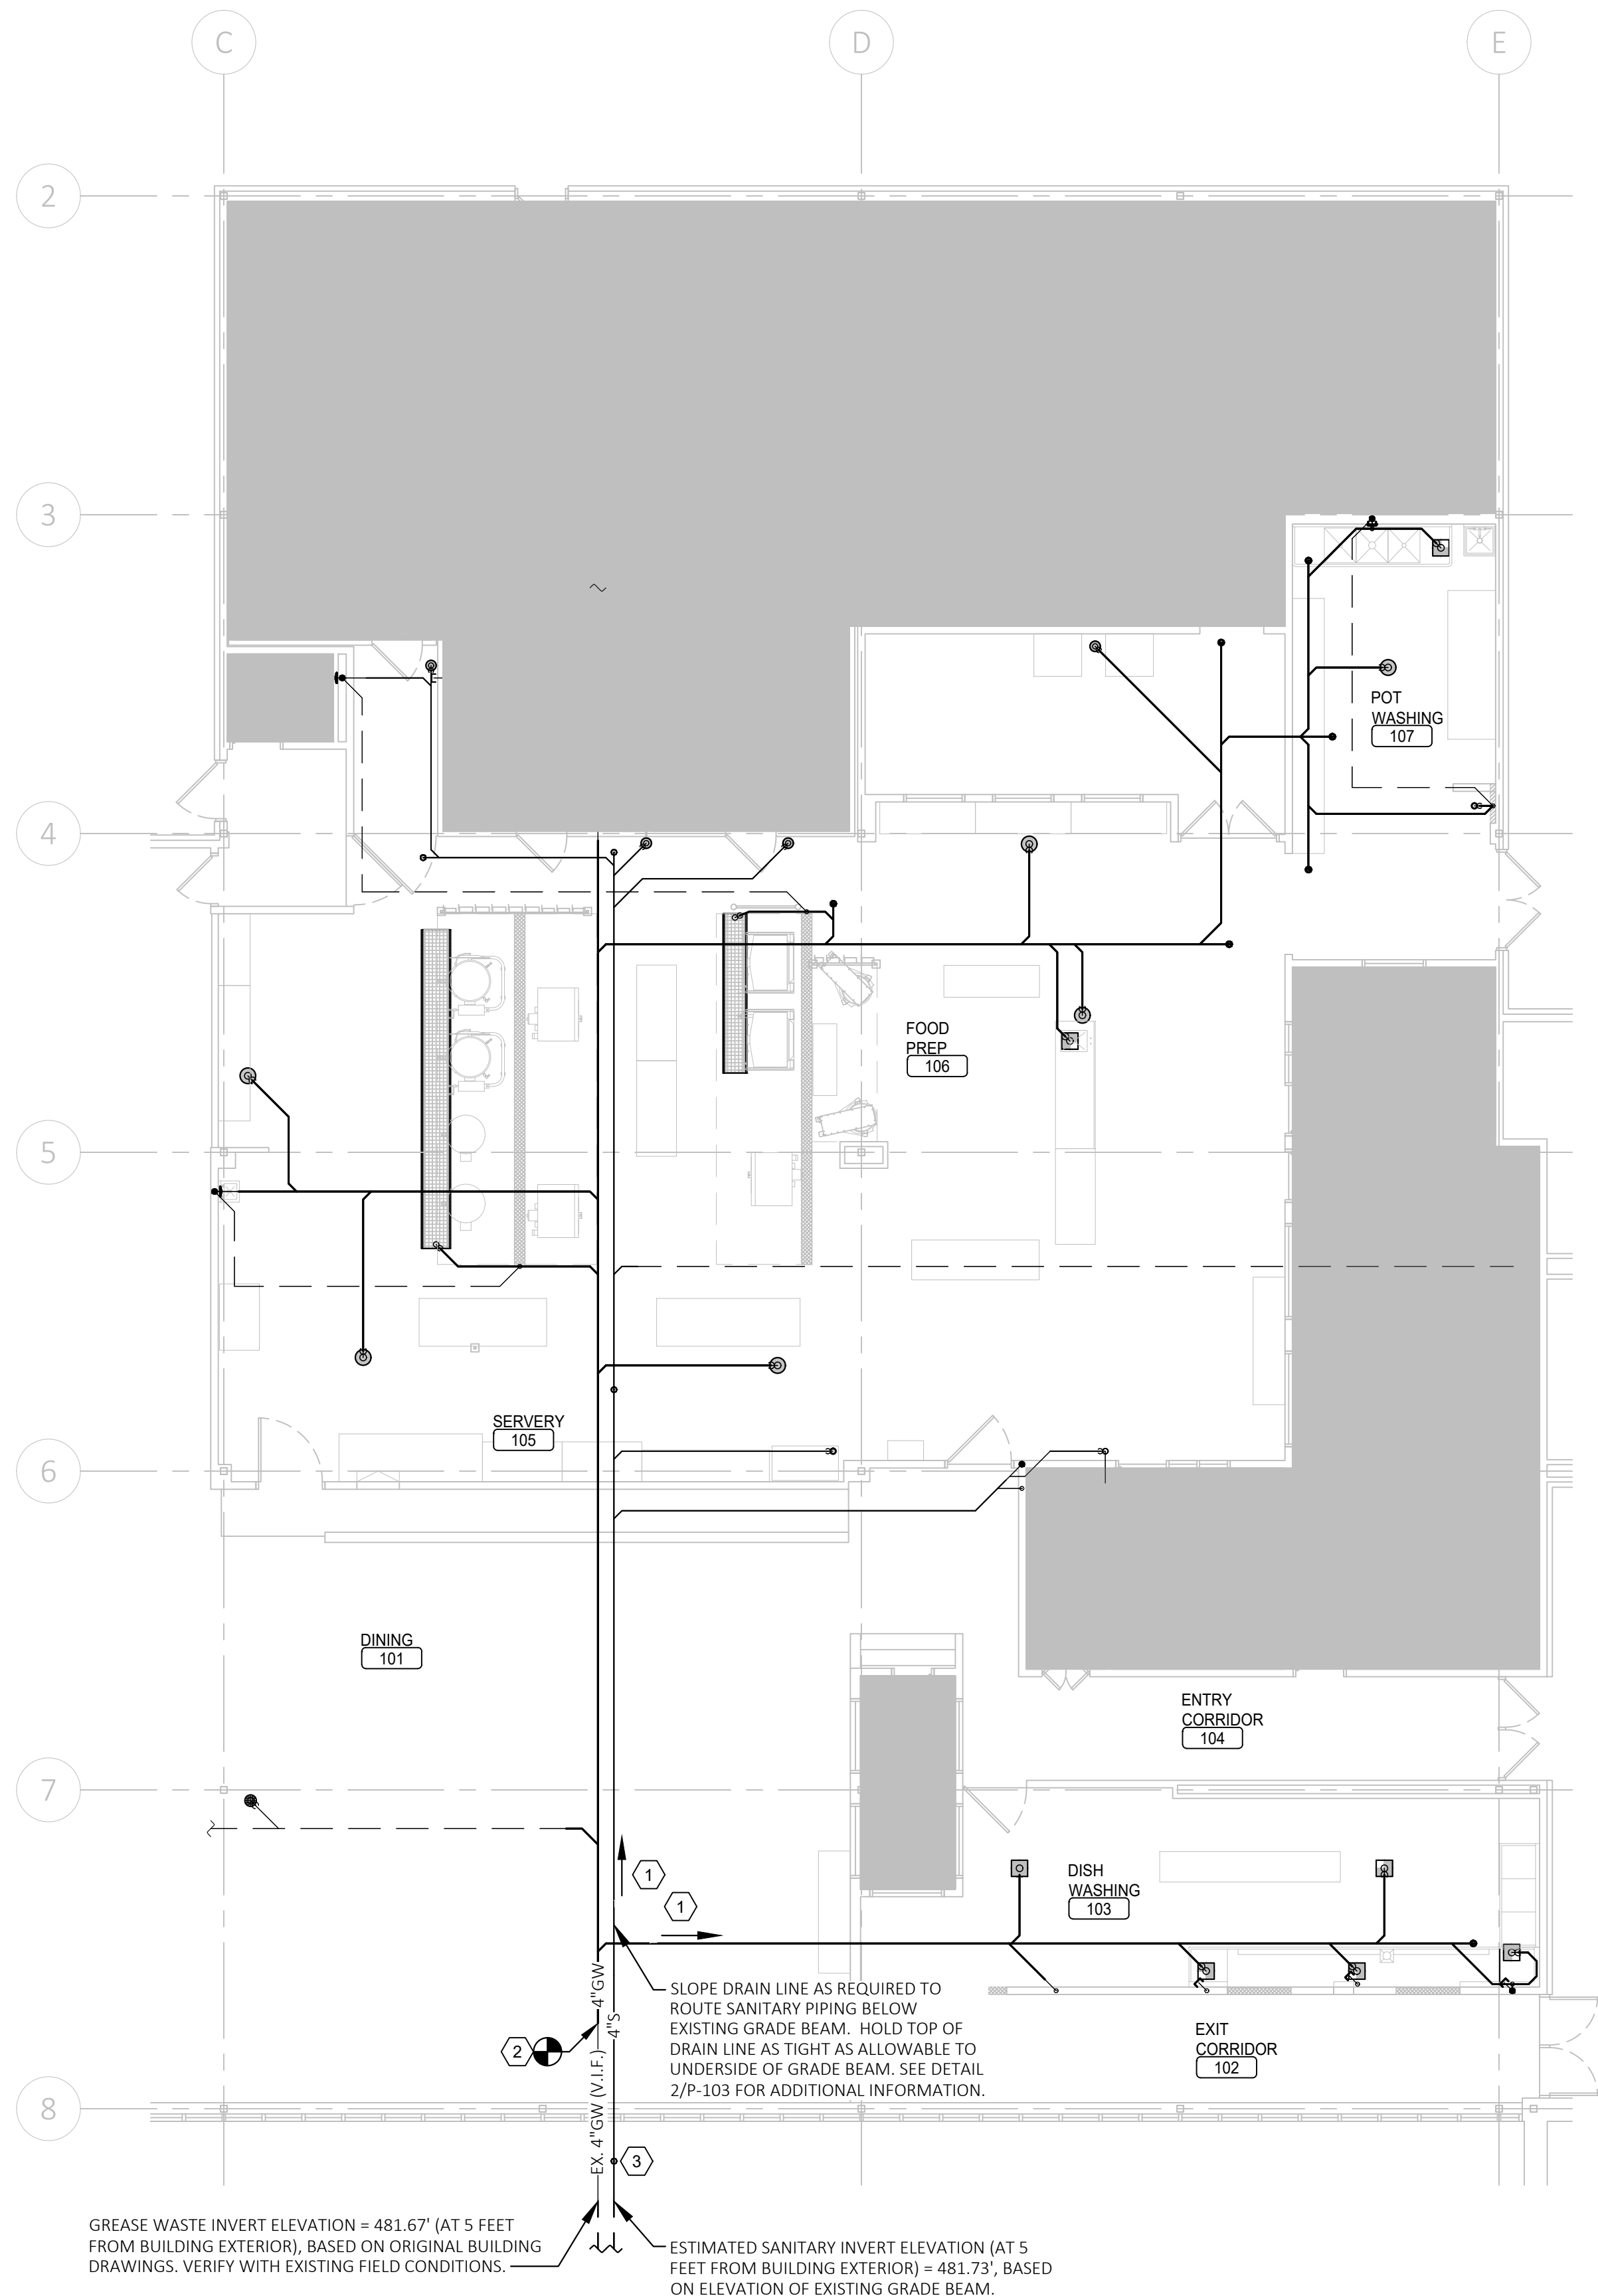 C
D
E
2
3
4
5
6
7
8
POT
WASHING
107
FOOD
PREP
106
SERVERY
105
DINING
101
ENTRY
CORRIDOR
104
DISH
WASHING
103
EXIT
CORRIDOR
102
1
1
2
3
4"GW
4"S
EX. 4"GW (V.I.F.)
SLOPE DRAIN LINE AS REQUIRED TO
ROUTE SANITARY PIPING BELOW
EXISTING GRADE BEAM. HOLD TOP OF
DRAIN LINE AS TIGHT AS ALLOWABLE TO
UNDERSIDE OF GRADE BEAM. SEE DETAIL
2/P-103 FOR ADDITIONAL INFORMATION.
GREASE WASTE INVERT ELEVATION = 481.67' (AT 5 FEET
FROM BUILDING EXTERIOR), BASED ON ORIGINAL BUILDING
DRAWINGS. VERIFY WITH EXISTING FIELD CONDITIONS.
ESTIMATED SANITARY INVERT ELEVATION (AT 5
FEET FROM BUILDING EXTERIOR) = 481.73', BASED
ON ELEVATION OF EXISTING GRADE BEAM.